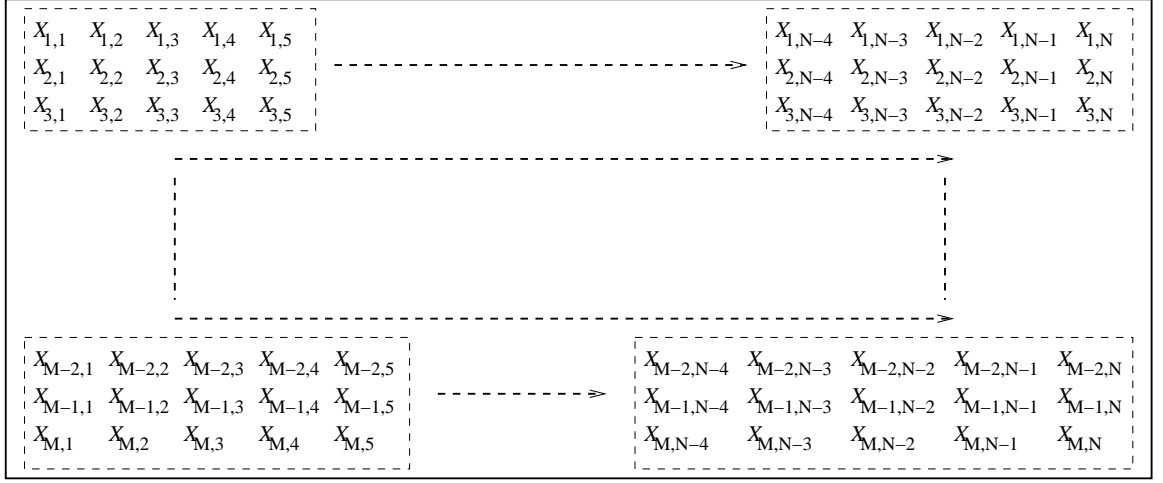 X1,1 X1,2 X1,3 X1,4 X1,5
X2,1 X2,2 X2,3 X2,4 X2,5
X3,1 X3,2 X3,3 X3,4 X3,5
X1,N−4 X1,N−3 X1,N−2 X1,N−1 X1,N
X2,N−4 X2,N−3 X2,N−2 X2,N−1 X2,N
X3,N−4 X3,N−3 X3,N−2 X3,N−1 X3,N
XM−2,1 XM−2,2 XM−2,3 XM−2,4 XM−2,5
XM−1,1 XM−1,2 XM−1,3 XM−1,4 XM−1,5
XM,1 XM,2 XM,3 XM,4 XM,5
XM−2,N−4 XM−2,N−3 XM−2,N−2 XM−2,N−1 XM−2,N
XM−1,N−4 XM−1,N−3 XM−1,N−2 XM−1,N−1 XM−1,N
XM,N−4 XM,N−3 XM,N−2 XM,N−1 XM,N